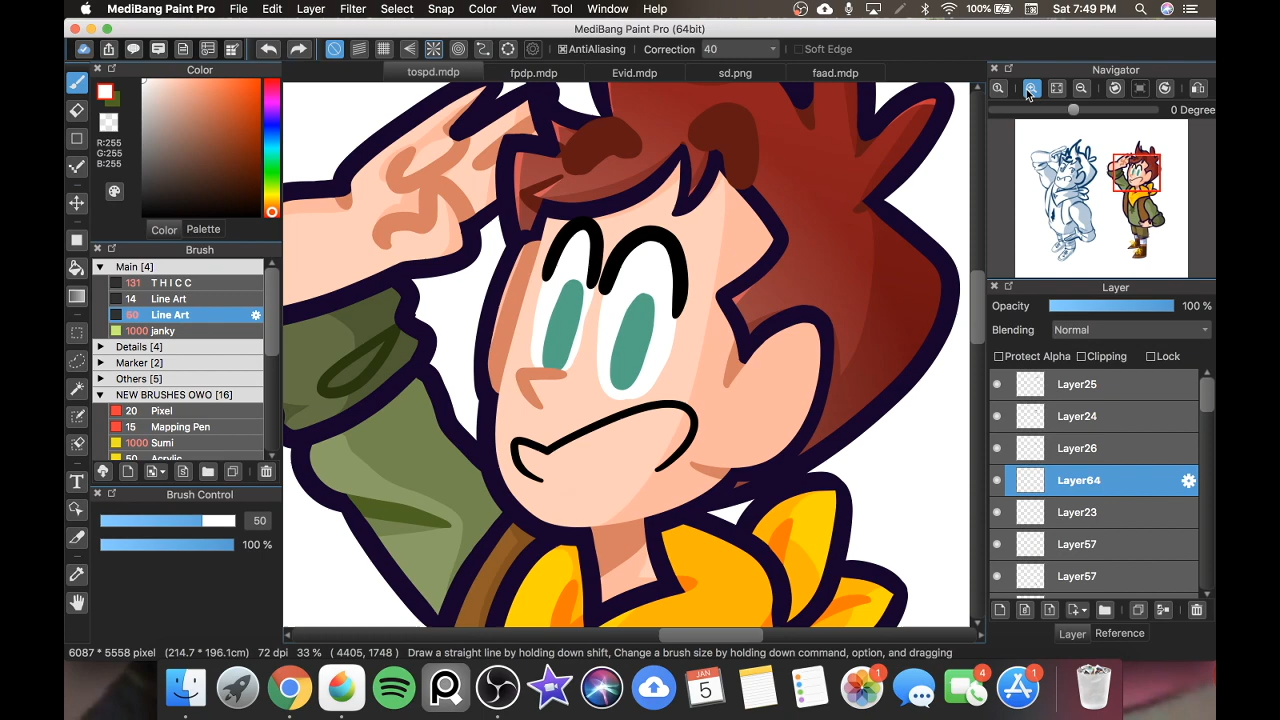 MediBang Paint Pro File Edit Layer Filter Select Snap Color View Tool Window Help 100% Sat 7:49 PM
MediBang Paint Pro (64bit)
AntiAliasing Correction 40 Soft Edge
Color
tospd.mdp fpdp.mdp Evid.mdp sd.png faad.mdp
Navigator
0 Degree
R:255
G:255
B:255
Color Palette
Brush
Main [4]
131 T H I C C
14 Line Art
50 Line Art
1000 janky
Details [4]
Marker [2]
Others [5]
NEW BRUSHES OWO [16]
20 Pixel
15 Mapping Pen
1000 Sumi
50 Acrylic
Brush Control
50
100 %
Layer
Opacity 100 %
Blending Normal
Protect Alpha Clipping Lock
Layer25
Layer24
Layer26
Layer64
Layer23
Layer57
Layer57
Layer Reference
6087 * 5558 pixel (214.7 * 196.1cm) 72 dpi 33 % ( 4405, 1748 ) Draw a straight line by holding down shift, Change a brush size by holding down command, option, and dragging
JAN
5
1
4
1